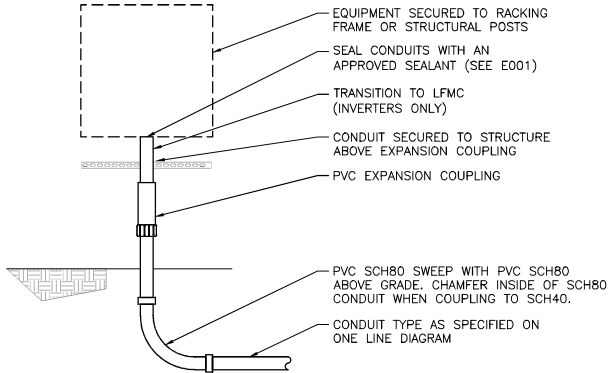 EQUIPMENT SECURED TO RACKING
FRAME OR STRUCTURAL POSTS
SEAL CONDUITS WITH AN
APPROVED SEALANT (SEE E001)
TRANSITION TO LFMC
(INVERTERS ONLY)
CONDUIT SECURED TO STRUCTURE
ABOVE EXPANSION COUPLING
PVC EXPANSION COUPLING
PVC SCH80 SWEEP WITH PVC SCH80
ABOVE GRADE. CHAMFER INSIDE OF SCH80
CONDUIT WHEN COUPLING TO SCH40.
CONDUIT TYPE AS SPECIFIED ON
ONE LINE DIAGRAM